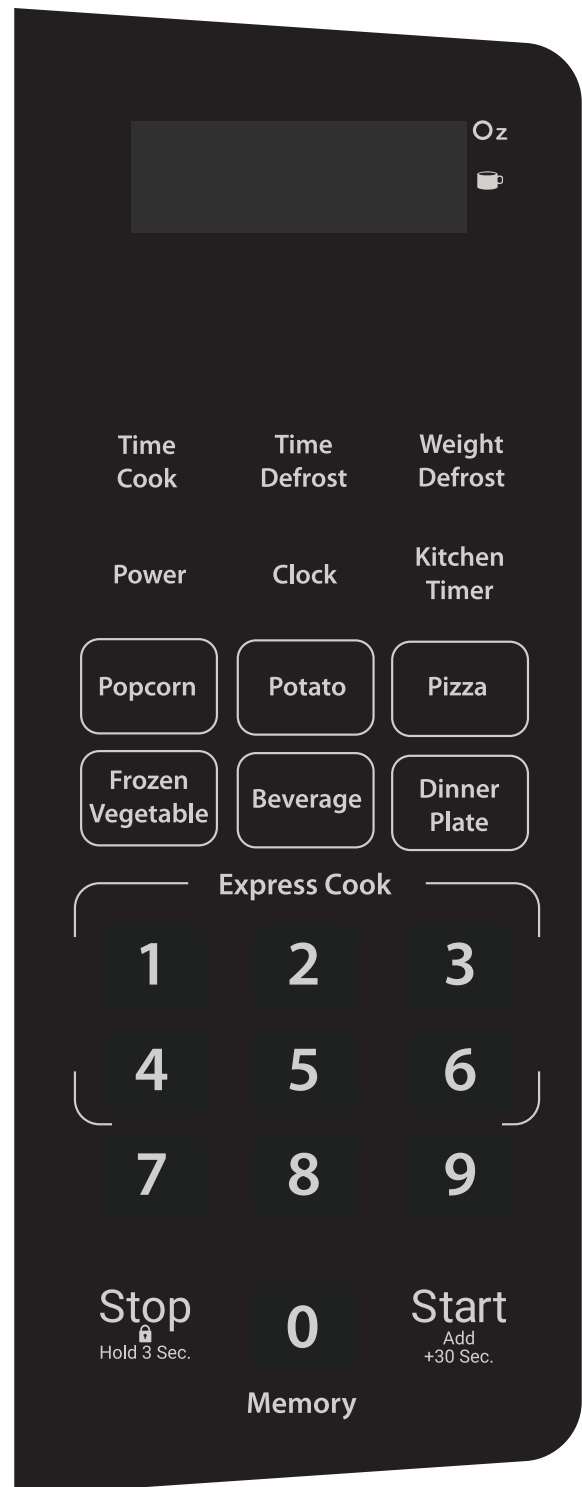 Oz
Time Cook
Time Defrost
Weight Defrost
Power
Clock
Kitchen Timer
Popcorn
Potato
Pizza
Frozen Vegetable
Beverage
Dinner Plate
Express Cook
1 2 3
4 5 6
7 8 9
Stop
Hold 3 Sec.
0
Memory
Start
Add
+30 Sec.